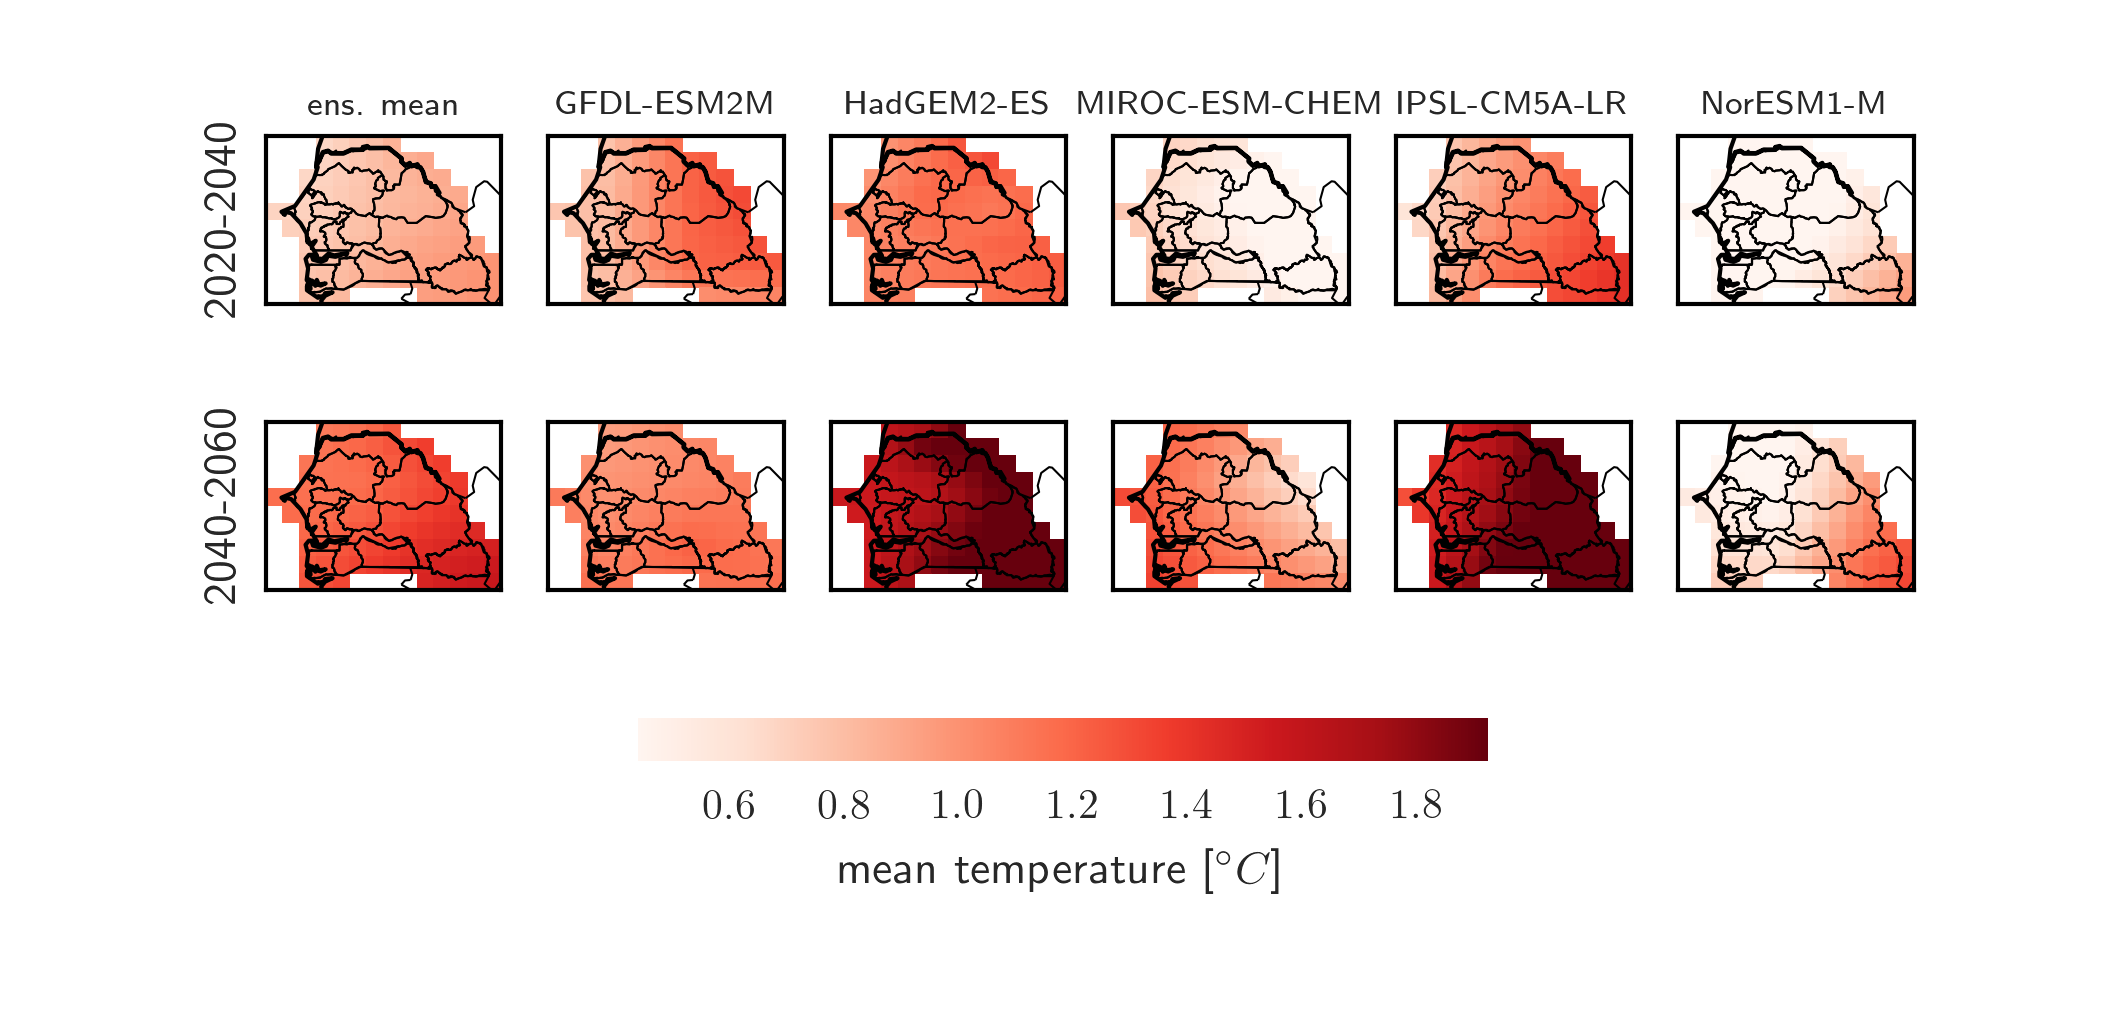 ens. mean GFDL-ESM2M HadGEM2-ES MIROC-ESM-CHEM IPSL-CM5A-LR NorESM1-M
2020-2040
2040-2060
0.6 0.8 1.0 1.2 1.4 1.6 1.8
mean temperature [°C]